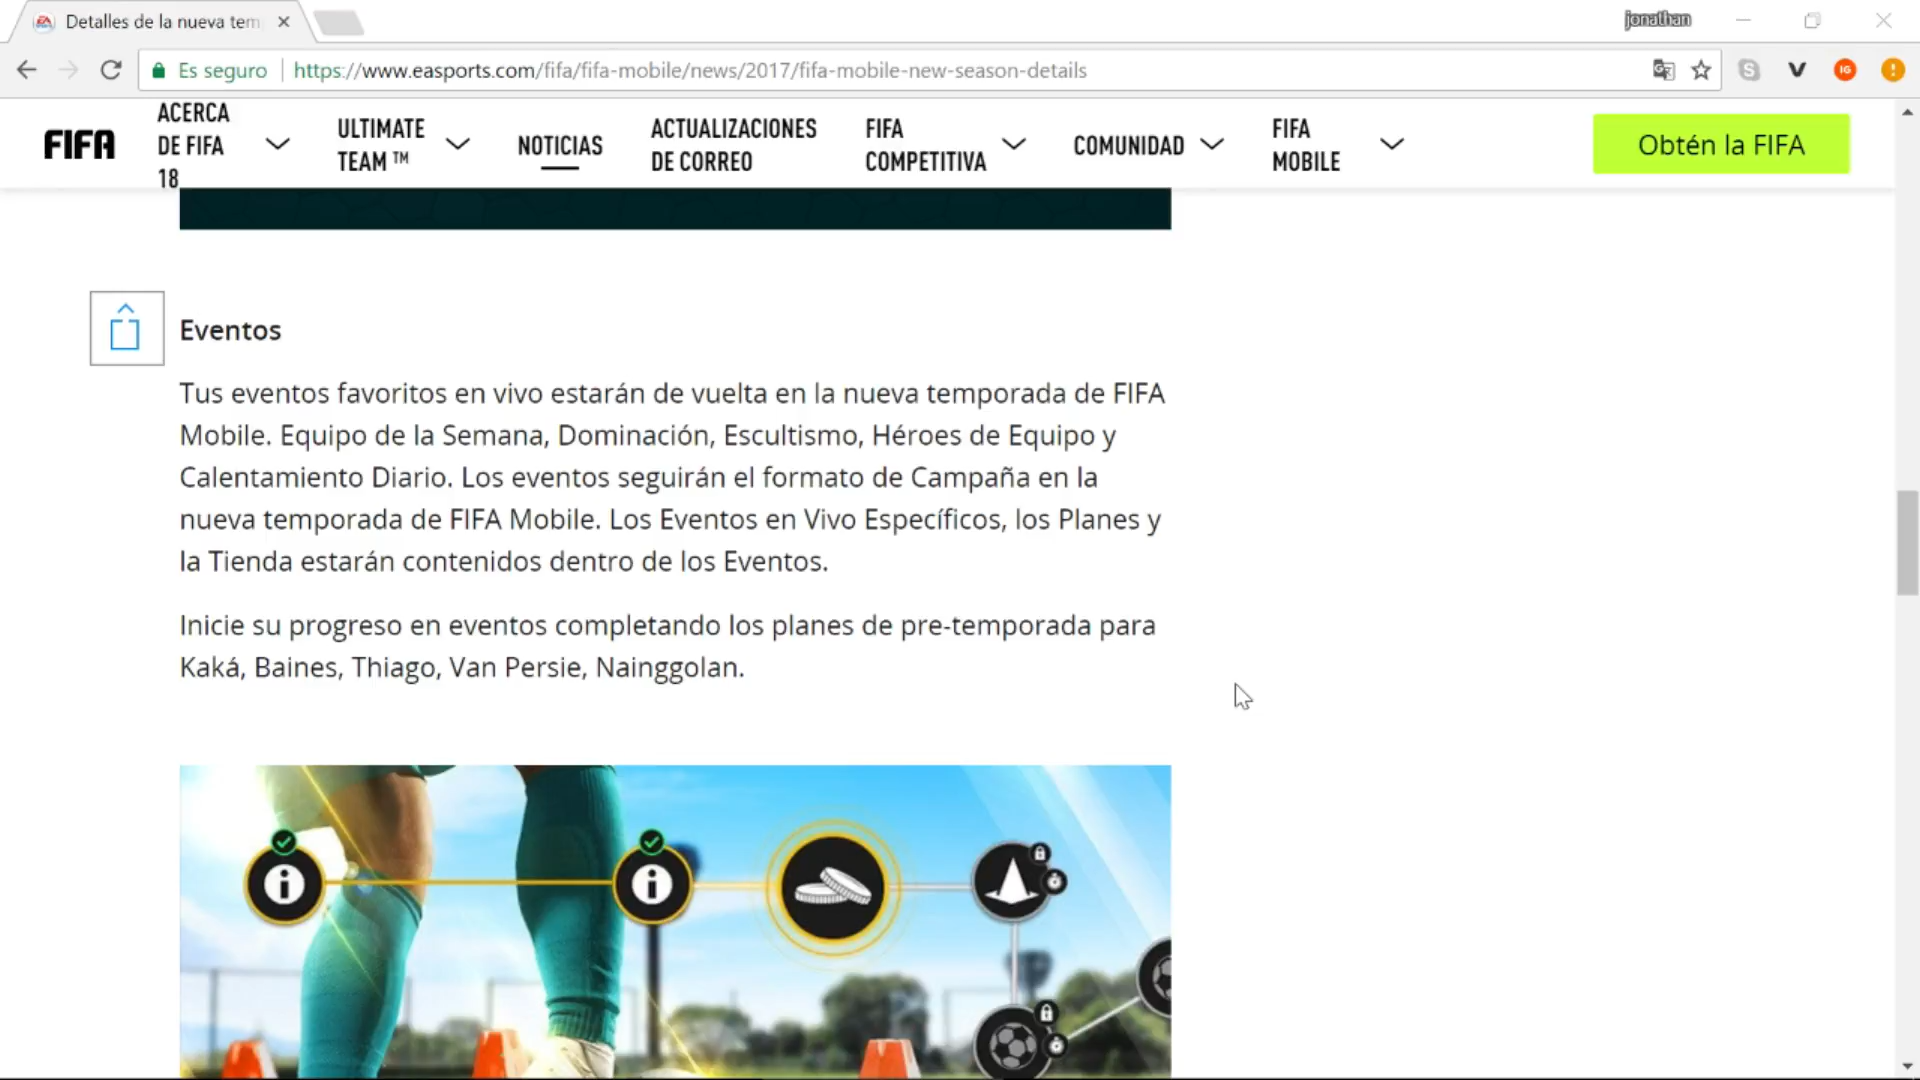 Detalles de la nueva tem
jonathan
Es seguro
https://www.easports.com/fifa/fifa-mobile/news/2017/fifa-mobile-new-season-details
IG
FIFA
ACERCA
DE FIFA
18
ULTIMATE
TEAM ™
NOTICIAS
ACTUALIZACIONES
DE CORREO
FIFA
COMPETITIVA
COMUNIDAD
FIFA
MOBILE
Obtén la FIFA
Eventos
Tus eventos favoritos en vivo estarán de vuelta en la nueva temporada de FIFA
Mobile. Equipo de la Semana, Dominación, Escultismo, Héroes de Equipo y
Calentamiento Diario. Los eventos seguirán el formato de Campaña en la
nueva temporada de FIFA Mobile. Los Eventos en Vivo Específicos, los Planes y
la Tienda estarán contenidos dentro de los Eventos.
Inicie su progreso en eventos completando los planes de pre-temporada para
Kaká, Baines, Thiago, Van Persie, Nainggolan.